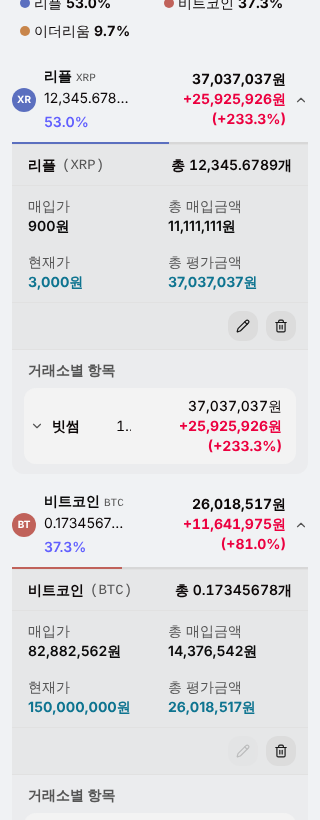 리플 53.0% 비트코인 37.3%
이더리움 9.7%
리플 XRP
37,037,037원
XR
12,345.678...
+25,925,926원
53.0%
(+233.3%)
리플 (XRP) 총 12,345.6789개
매입가 총 매입금액
900원 11,111,111원
현재가 총 평가금액
3,000원 37,037,037원
거래소별 항목
37,037,037원
빗썸 1..
+25,925,926원
(+233.3%)
비트코인 BTC
26,018,517원
BT
0.1734567...
+11,641,975원
37.3%
(+81.0%)
비트코인 (BTC) 총 0.17345678개
매입가 총 매입금액
82,882,562원 14,376,542원
현재가 총 평가금액
150,000,000원 26,018,517원
거래소별 항목